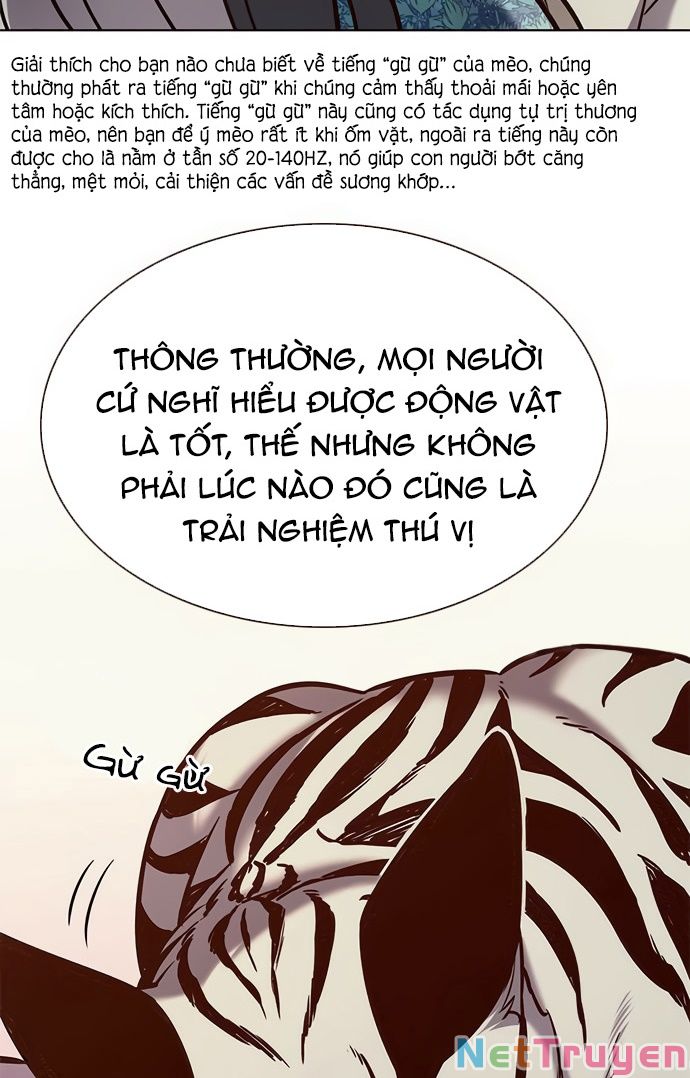 Giải thích cho bạn nào chưa biết về tiếng "gừ gừ" của mèo, chúng
thường phát ra tiếng "gừ gừ" khi chúng cảm thấy thoải mái hoặc yên
tâm hoặc kích thích. Tiếng "gừ gừ" này cũng có tác dụng tự trị thương
của mèo, nên bạn để ý mèo rất ít khi ốm vặt, ngoài ra tiếng này còn
được cho là nằm ở tần số 20-140HZ, nó giúp con người bớt căng
thẳng, mệt mỏi, cải thiện các vấn đề sương khớp...
THÔNG THƯỜNG, MỌI NGƯỜI
CỨ NGHĨ HIỂU ĐƯỢC ĐỘNG VẬT
LÀ TỐT, THẾ NHƯNG KHÔNG
PHẢI LÚC NÀO ĐÓ CŨNG LÀ
TRẢI NGHIỆM THÚ VỊ
GỪ GỪ
NetTruyen